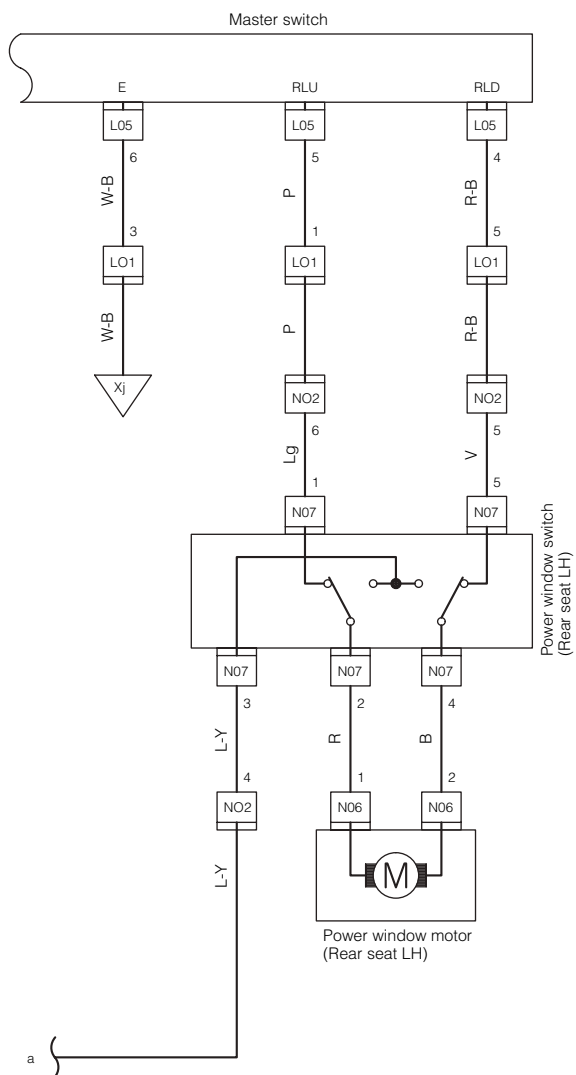 Master switch
E RLU RLD
L05 L05 L05
6 5 4
W-B P R-B
3 1 5
LO1 LO1 LO1
W-B P R-B
Xj NO2 NO2
6 5
Lg V
1 5
N07 N07
Power window switch
(Rear seat LH)
N07 N07 N07
3 2 4
L-Y R B
4 1 2
NO2 N06 N06
L-Y M
Power window motor
(Rear seat LH)
a